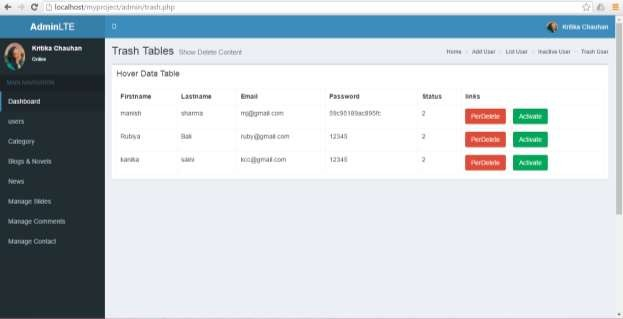 localhost/myproject/admin/trash.php
AdminLTE
Kritika Chauhan
Kritika Chauhan
Online
MAIN NAVIGATION
Dashboard
users
Category
Blogs & Novels
News
Manage Slides
Manage Comments
Manage Contact
Trash Tables Show Delete Content
Home Add User List User Inactive User Trash User
Hover Data Table
Firstname Lastname Email Password Status links
manish sharma mj@gmail.com 2 PerDelete Activate
Rubiya Bali ruby@gmail.com 12345 2 PerDelete Activate
kanika saini kcc@gmail.com 12345 2 PerDelete Activate